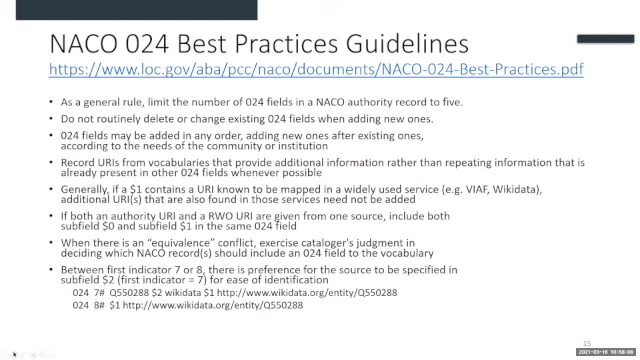 NACO 024 Best Practices Guidelines
https://www.loc.gov/aba/pcc/naco/documents/NACO-024-Best-Practices.pdf
• As a general rule, limit the number of 024 fields in a NACO authority record to five.
• Do not routinely delete or change existing 024 fields when adding new ones.
• 024 fields may be added in any order, adding new ones after existing ones,
according to the needs of the community or institution
• Record URIs from vocabularies that provide additional information rather than repeating information that is
already present in other 024 fields whenever possible
• Generally, if a $1 contains a URI known to be mapped in a widely used service (e.g. VIAF, Wikidata),
additional URI(s) that are also found in those services need not be added
• If both an authority URI and a RWO URI are given from one source, include both
subfield $0 and subfield $1 in the same 024 field
• When there is an “equivalence” conflict, exercise cataloger's judgment in
deciding which NACO record(s) should include an 024 field to the vocabulary
• Between first indicator 7 or 8, there is preference for the source to be specified in
subfield $2 (first indicator = 7) for ease of identification
024 7# Q550288 $2 wikidata $1 http://www.wikidata.org/entity/Q550288
024 8# $1 http://www.wikidata.org/entity/Q550288
15